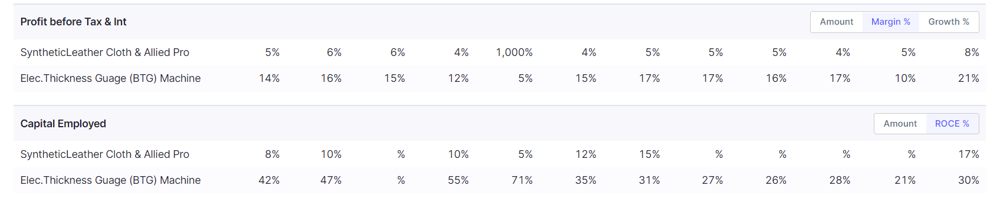 Profit before Tax & Int Amount Margin % Growth %
SyntheticLeather Cloth & Allied Pro 5% 6% 6% 4% 1,000% 4% 5% 5% 5% 4% 5% 8%
Elec.Thickness Guage (BTG) Machine 14% 16% 15% 12% 5% 15% 17% 17% 16% 17% 10% 21%
Capital Employed Amount ROCE %
SyntheticLeather Cloth & Allied Pro 8% 10% % 10% 5% 12% 15% % % % % 17%
Elec.Thickness Guage (BTG) Machine 42% 47% % 55% 71% 35% 31% 27% 26% 28% 21% 30%